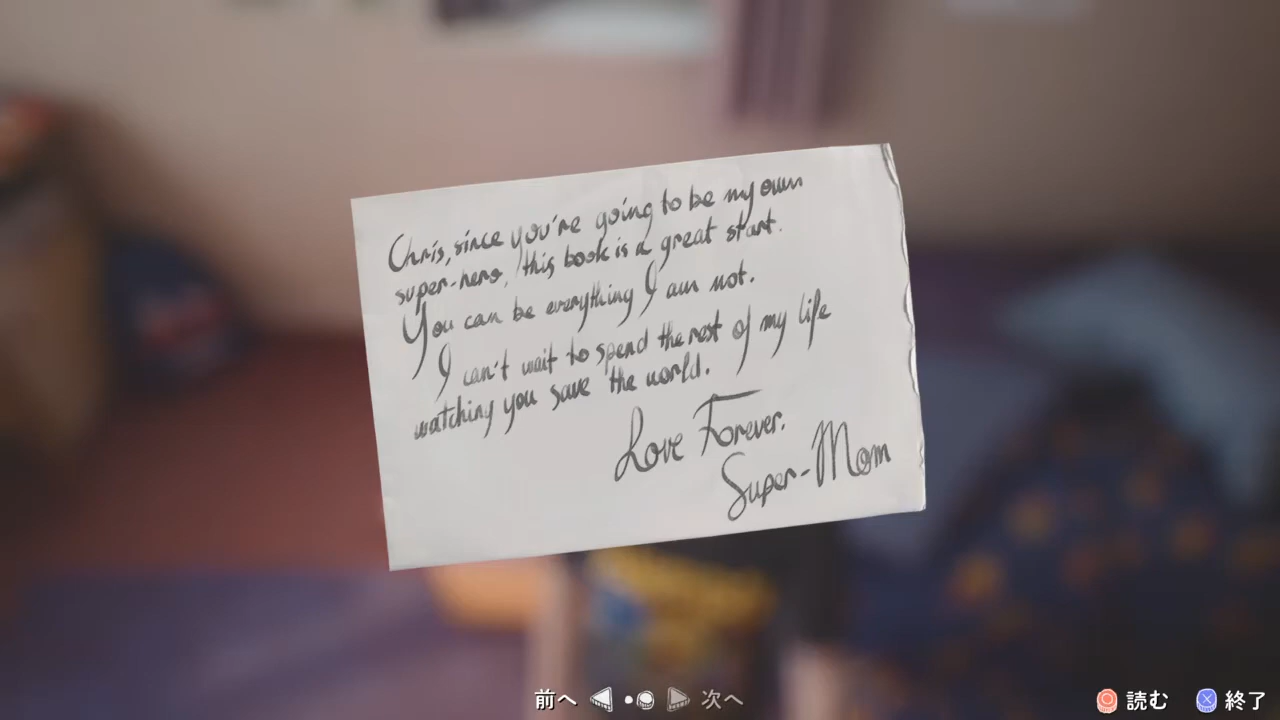 Chris, since you're going to be my own
super-hero, this book is a great start.
You can be everything I am not.
I can't wait to spend the rest of my life
watching you save the world.
Love Forever.
Super-Mom
前へ 次へ
読む 終了